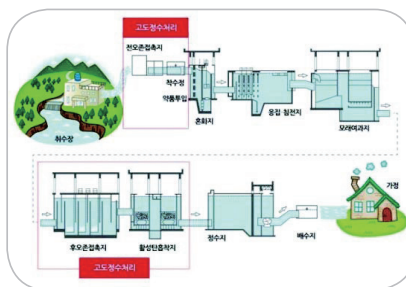 고도정수처리
전오존접촉지
착수정
약품투입
혼화지
응집 침전지
모래여과지
취수장
가정
후오존접촉지
활성탄흡착지
정수지
배수지
고도정수처리